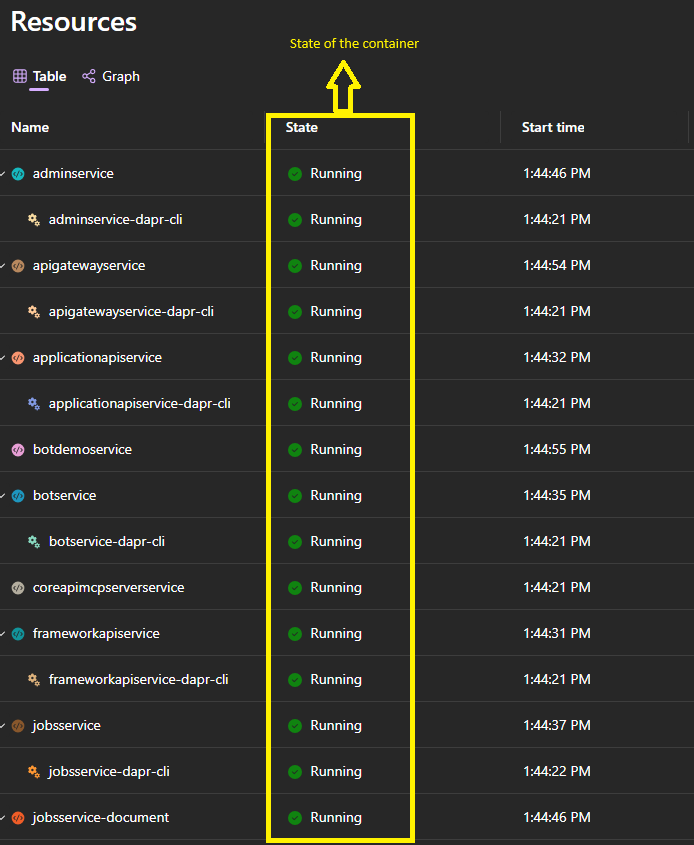 Resources
State of the container
Table Graph
Name State Start time
adminservice Running 1:44:46 PM
adminservice-dapr-cli Running 1:44:21 PM
apigatewayservice Running 1:44:54 PM
apigatewayservice-dapr-cli Running 1:44:21 PM
applicationapiservice Running 1:44:32 PM
applicationapiservice-dapr-cli Running 1:44:21 PM
botdemoservice Running 1:44:55 PM
botservice Running 1:44:35 PM
botservice-dapr-cli Running 1:44:21 PM
coreapimcpserverservice Running 1:44:21 PM
frameworkapiservice Running 1:44:31 PM
frameworkapiservice-dapr-cli Running 1:44:21 PM
jobsservice Running 1:44:37 PM
jobsservice-dapr-cli Running 1:44:22 PM
jobsservice-document Running 1:44:46 PM